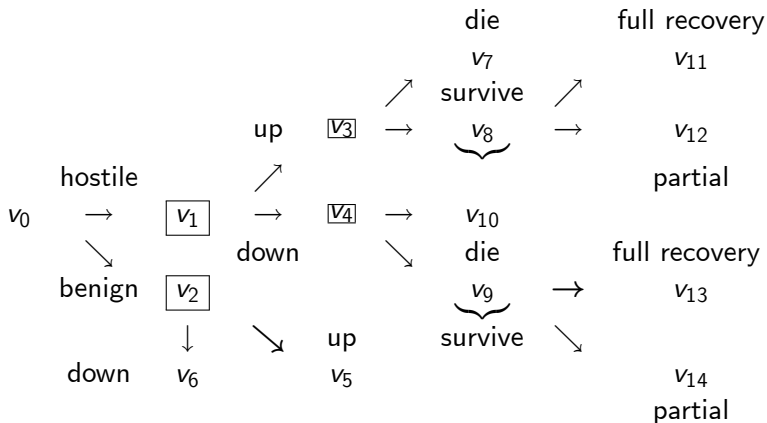 die full recovery
v7 v11
survive
up v3 → v8 → v12
hostile partial
v0 → v1 → v4 → v10
down die full recovery
benign v2 v9 → v13
↓ ↘ up survive ↘
down v6 v5 v14
partial